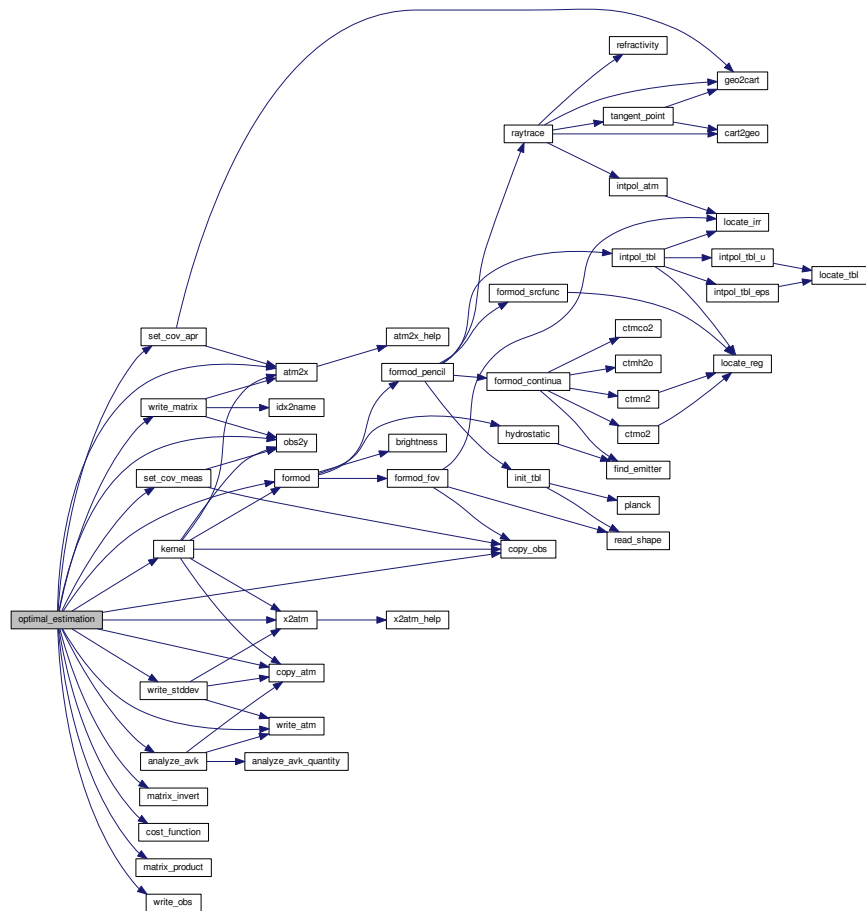 refractivity
geo2cart
tangent_point
raytrace
cart2geo
intpol_atm
locate_irr
intpol_tbl
intpol_tbl_u
locate_tbl
formod_srcfunc
intpol_tbl_eps
set_cov_apr
atm2x_help
ctmco2
atm2x
formod_pencil
ctmh2o
locate_reg
formod_continua
write_matrix
idx2name
ctmn2
hydrostatic
ctmo2
obs2y
brightness
find_emitter
set_cov_meas
formod
formod_fov
init_tbl
planck
read_shape
kernel
copy_obs
optimal_estimation
x2atm
x2atm_help
copy_atm
write_stddev
write_atm
analyze_avk
analyze_avk_quantity
matrix_invert
cost_function
matrix_product
write_obs